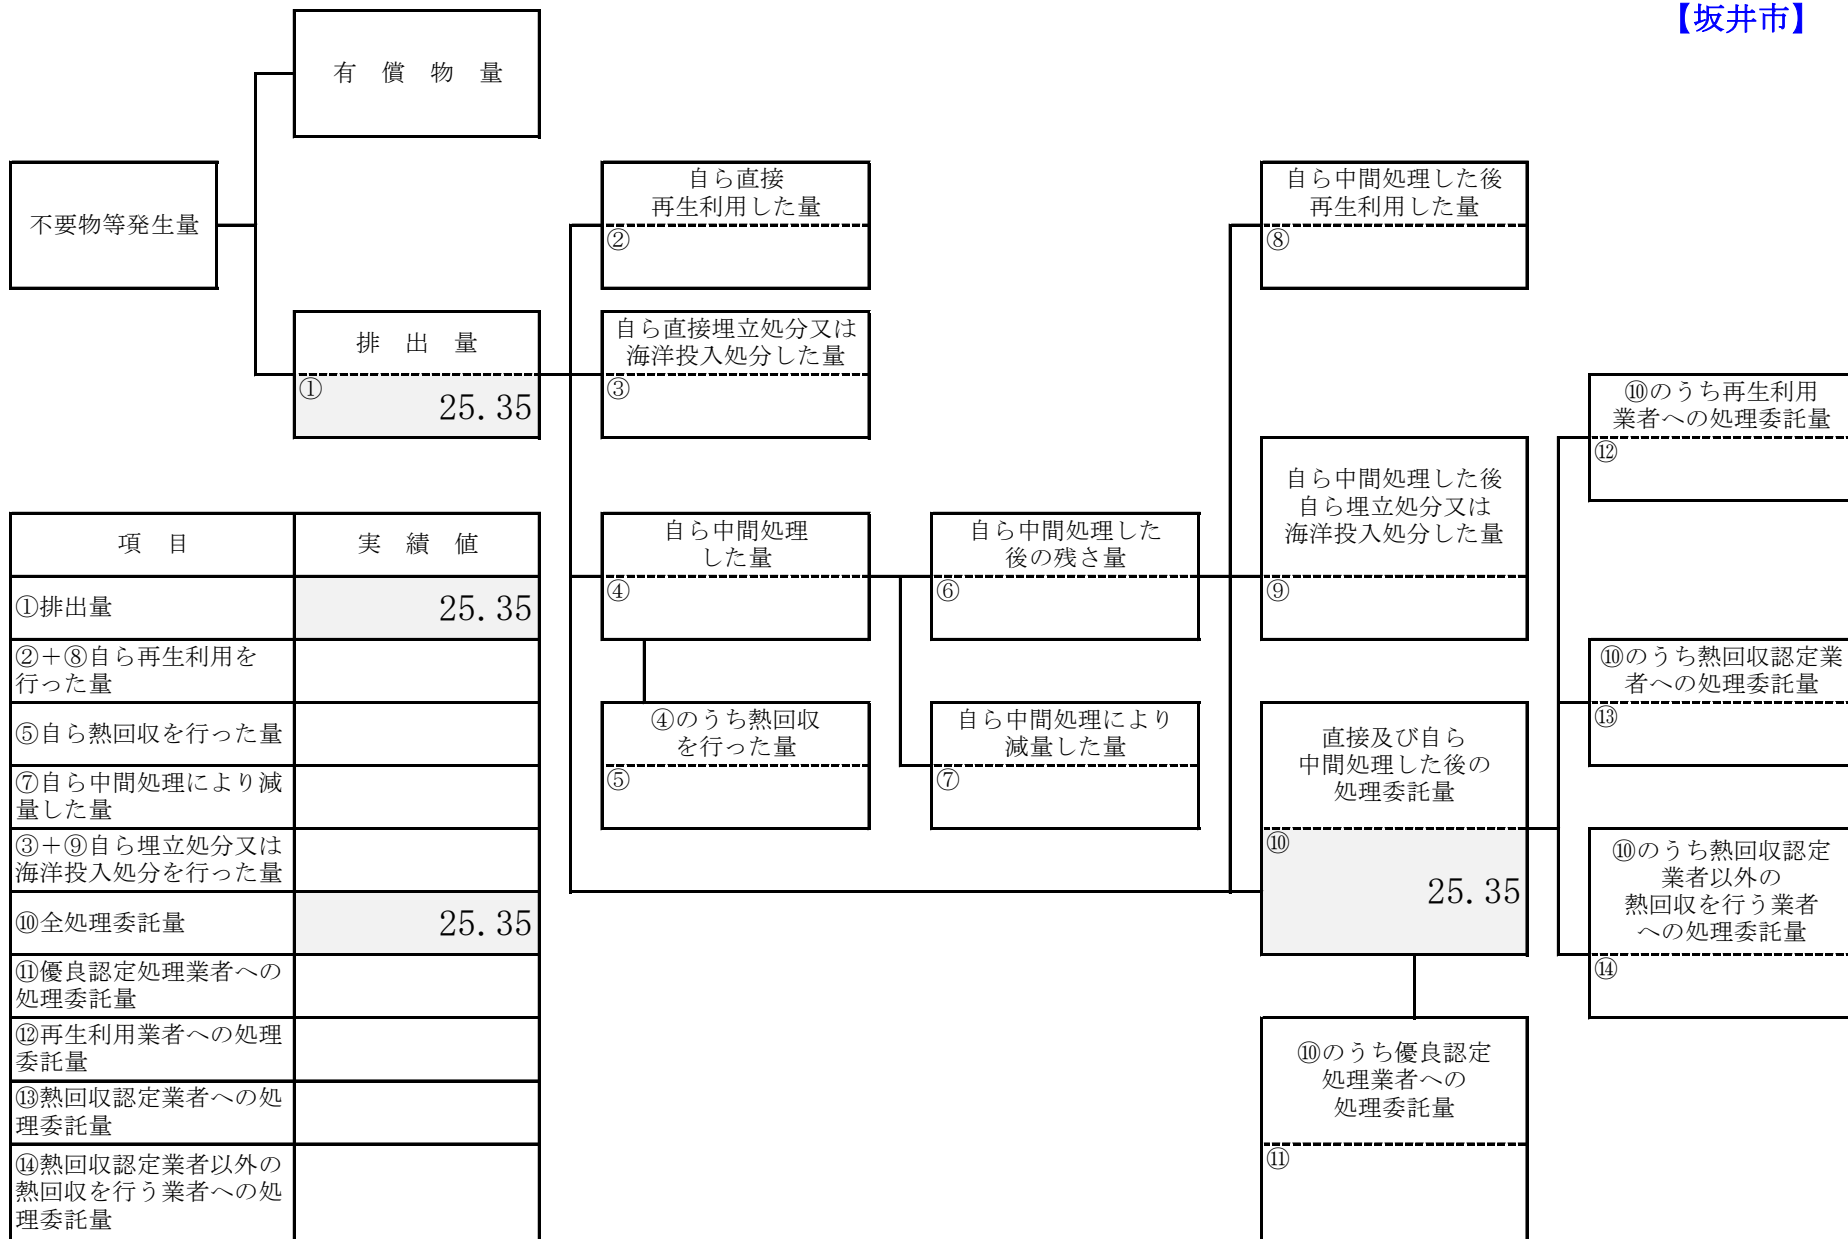 【坂井市】
有 償 物 量
不要物等発生量
自ら直接
再生利用した量
②
自ら中間処理した後
再生利用した量
⑧
排 出 量
①
25.35
自ら直接埋立処分又は
海洋投入処分した量
③
⑩のうち再生利用
業者への処理委託量
⑫
自ら中間処理した後
自ら埋立処分又は
海洋投入処分した量
⑨
自ら中間処理
した量
④
自ら中間処理した
後の残さ量
⑥
⑩のうち熱回収認定業
者への処理委託量
⑬
④のうち熱回収
を行った量
⑤
自ら中間処理により
減量した量
⑦
直接及び自ら
中間処理した後の
処理委託量
⑩
25.35
⑩のうち熱回収認定
業者以外の
熱回収を行う業者
への処理委託量
⑭
⑩のうち優良認定
処理業者への
処理委託量
⑪
項 目
実 績 値
①排出量
25.35
②+⑧自ら再生利用を
行った量
⑤自ら熱回収を行った量
⑦自ら中間処理により減
量した量
③+⑨自ら埋立処分又は
海洋投入処分を行った量
⑩全処理委託量
25.35
⑪優良認定処理業者への
処理委託量
⑫再生利用業者への処理
委託量
⑬熱回収認定業者への処
理委託量
⑭熱回収認定業者以外の
熱回収を行う業者への処
理委託量